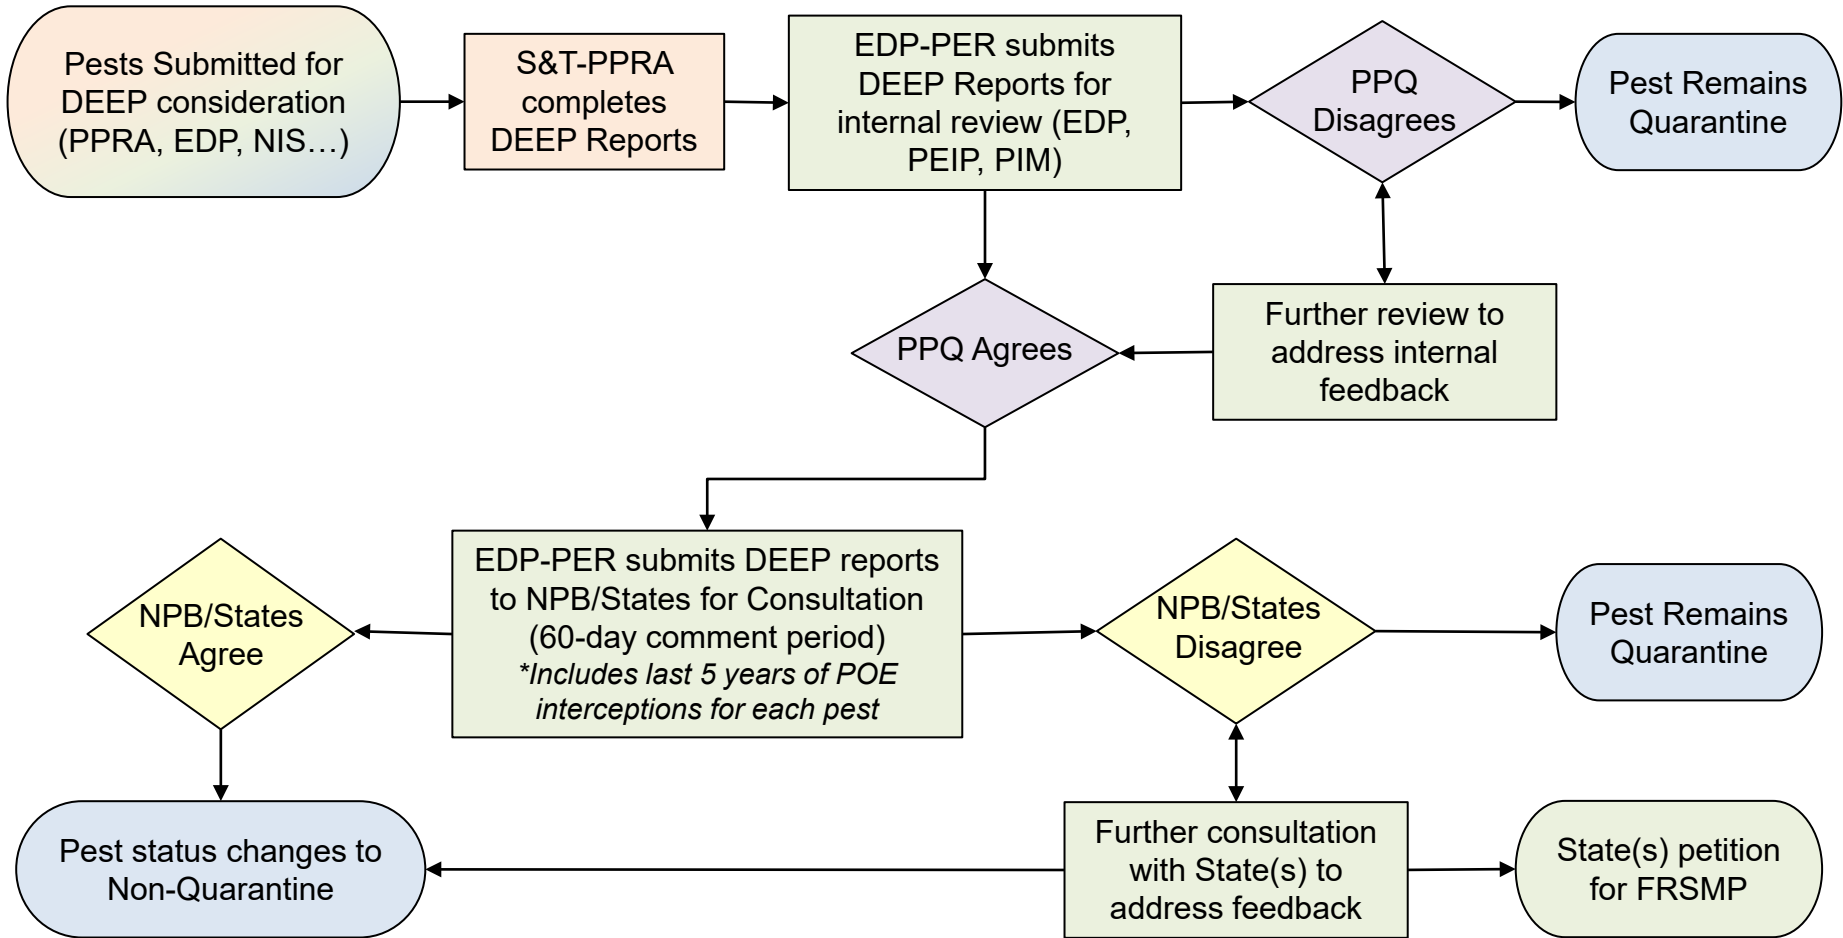 Pests Submitted for
DEEP consideration
(PPRA, EDP, NIS…)
S&T-PPRA
completes
DEEP Reports
EDP-PER submits
DEEP Reports for
internal review (EDP,
PEIP, PIM)
PPQ
Disagrees
Pest Remains
Quarantine
PPQ Agrees
Further review to
address internal
feedback
NPB/States
Agree
EDP-PER submits DEEP reports
to NPB/States for Consultation
(60-day comment period)
*Includes last 5 years of POE
interceptions for each pest
NPB/States
Disagree
Pest Remains
Quarantine
Pest status changes to
Non-Quarantine
Further consultation
with State(s) to
address feedback
State(s) petition
for FRSMP